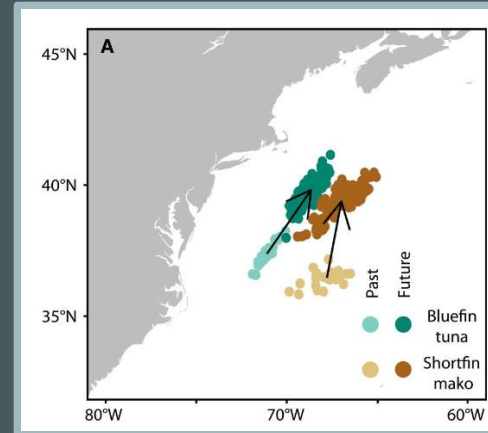 A
45°N
40°N
35°N
Past
Future
Bluefin
tuna
Shortfin
mako
80°W
70°W
60°W